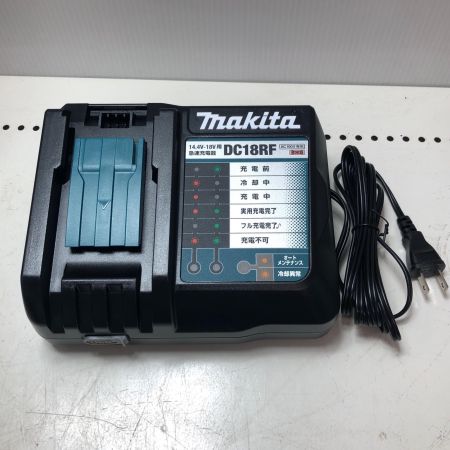 makita
14.4V-18V用
急速充電器
DC18RF
充電前
冷却中
充電中
実用充電完了
フル充電完了♪
充電不可
オート
メンテナンス
冷却異常